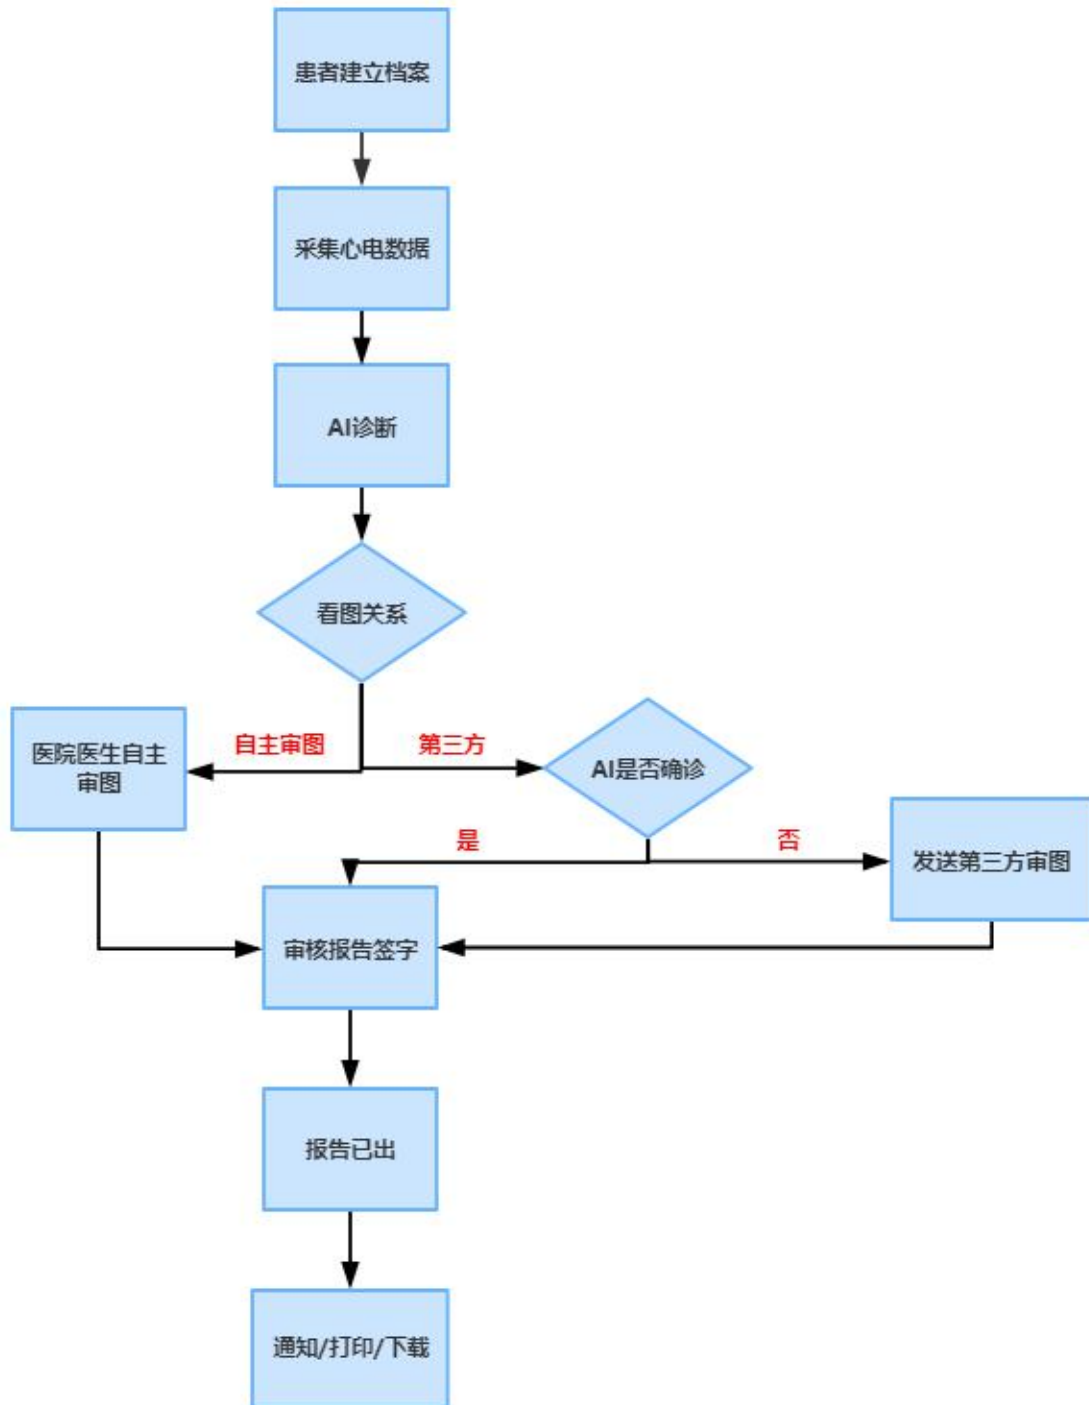 患者建立档案
采集心电数据
AI诊断
看图关系
自主审图
第三方
医院医生自主
审图
AI是否确诊
是
否
发送第三方审图
审核报告签字
报告已出
通知/打印/下载